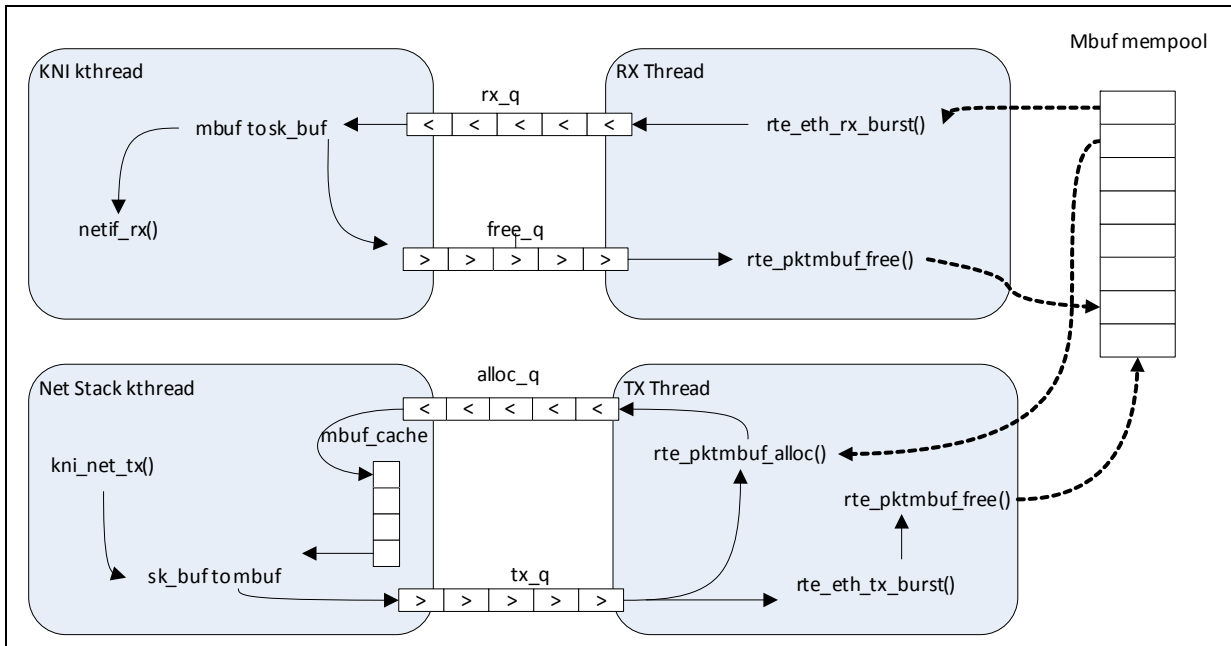 Mbuf mempool
KNI kthread
RX Thread
rx_q
< < < < <
mbuf to sk_buf
rte_eth_rx_burst()
netif_rx()
free_q
> > > > >
rte_pktmbuf_free()
Net Stack kthread
alloc_q
TX Thread
< < < < <
mbuf_cache
kni_net_tx()
rte_pktmbuf_alloc()
rte_pktmbuf_free()
sk_buf to mbuf
tx_q
rte_eth_tx_burst()
> > > > >